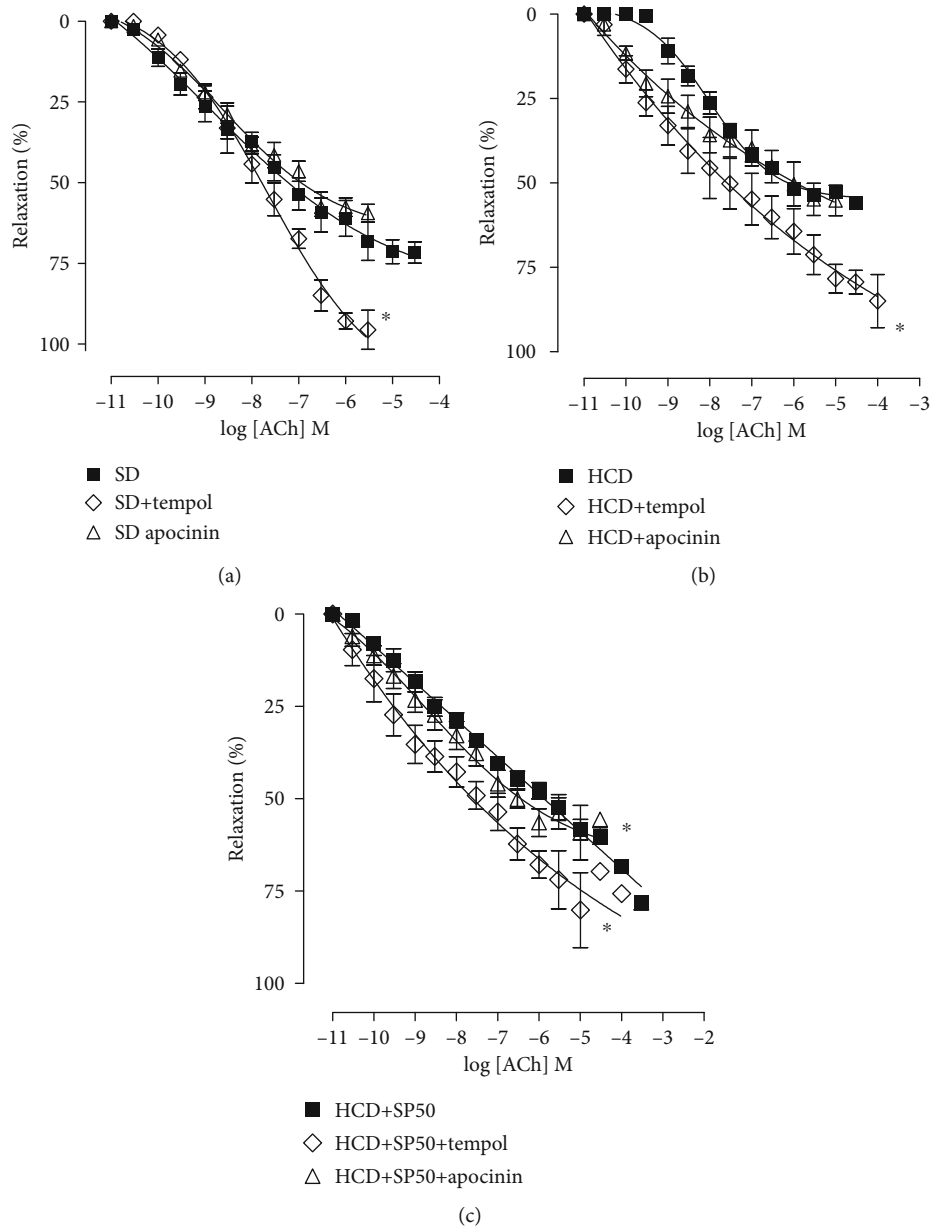 0
25
50
75
100
Relaxation (%)
−11 −10 −9 −8 −7 −6 −5 −4
log [ACh] M
*
SD
SD+tempol
SD apocinin
(a)
0
25
50
75
100
Relaxation (%)
−11 −10 −9 −8 −7 −6 −5 −4 −3
log [ACh] M
*
HCD
HCD+tempol
HCD+apocinin
(b)
0
25
50
75
100
Relaxation (%)
−11 −10 −9 −8 −7 −6 −5 −4 −3 −2
log [ACh] M
*
*
HCD+SP50
HCD+SP50+tempol
HCD+SP50+apocinin
(c)